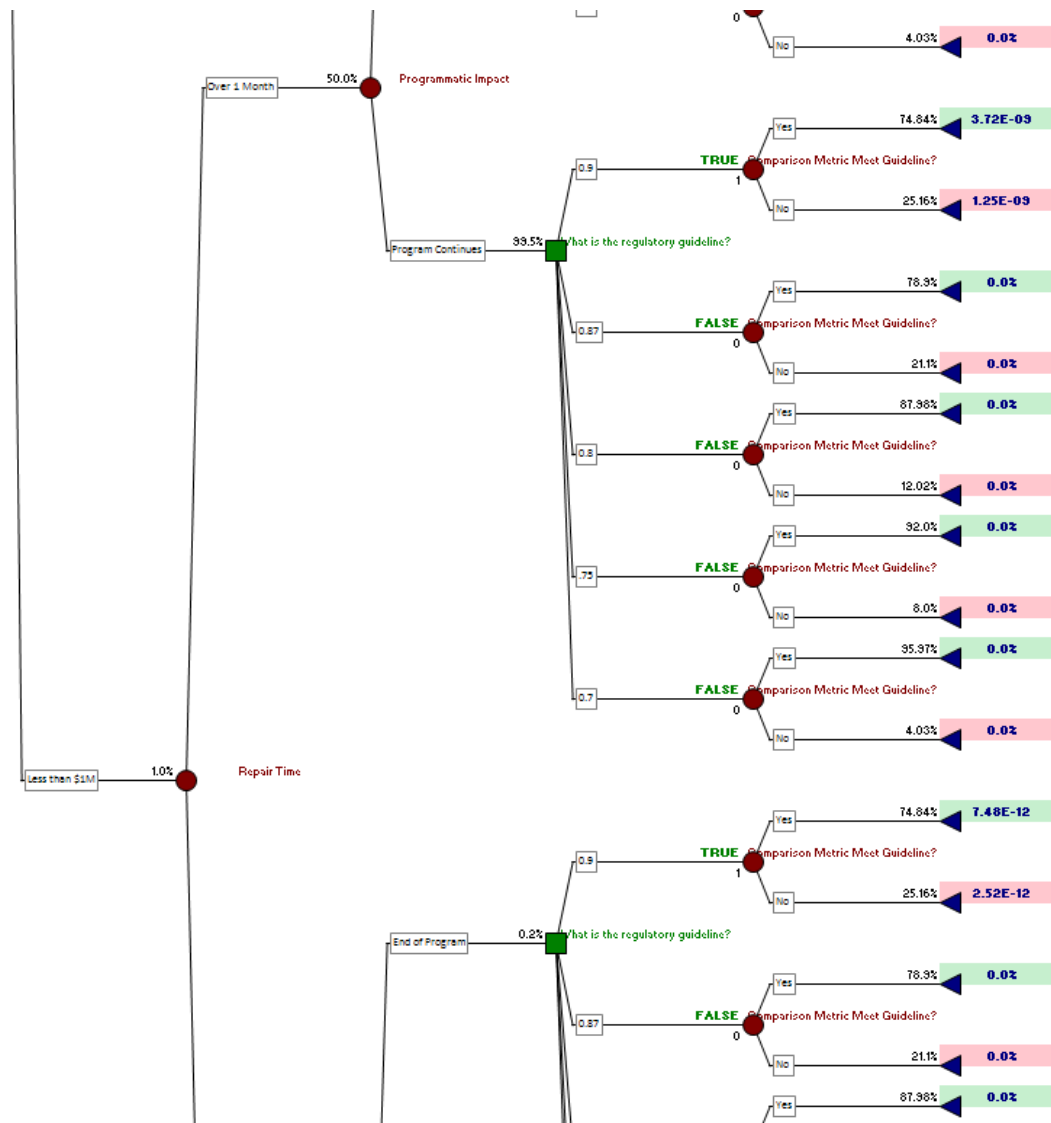 0
No 4.03% 0.0%
Over 1 Month 50.0% Programmatic Impact
Yes 74.84% 3.72E-09
0.9 TRUE Comparison Metric Meet Guideline?
1
No 25.16% 1.25E-09
Program Continues 99.5% What is the regulatory guideline?
Yes 78.9% 0.0%
0.87 FALSE Comparison Metric Meet Guideline?
0
No 21.1% 0.0%
Yes 87.98% 0.0%
0.8 FALSE Comparison Metric Meet Guideline?
0
No 12.02% 0.0%
Yes 92.0% 0.0%
.75 FALSE Comparison Metric Meet Guideline?
0
No 8.0% 0.0%
Yes 95.97% 0.0%
0.7 FALSE Comparison Metric Meet Guideline?
0
No 4.03% 0.0%
Less than $1M 1.0% Repair Time
Yes 74.84% 7.48E-12
0.9 TRUE Comparison Metric Meet Guideline?
1
No 25.16% 2.52E-12
End of Program 0.2% What is the regulatory guideline?
Yes 78.9% 0.0%
0.87 FALSE Comparison Metric Meet Guideline?
0
No 21.1% 0.0%
Yes 87.98% 0.0%